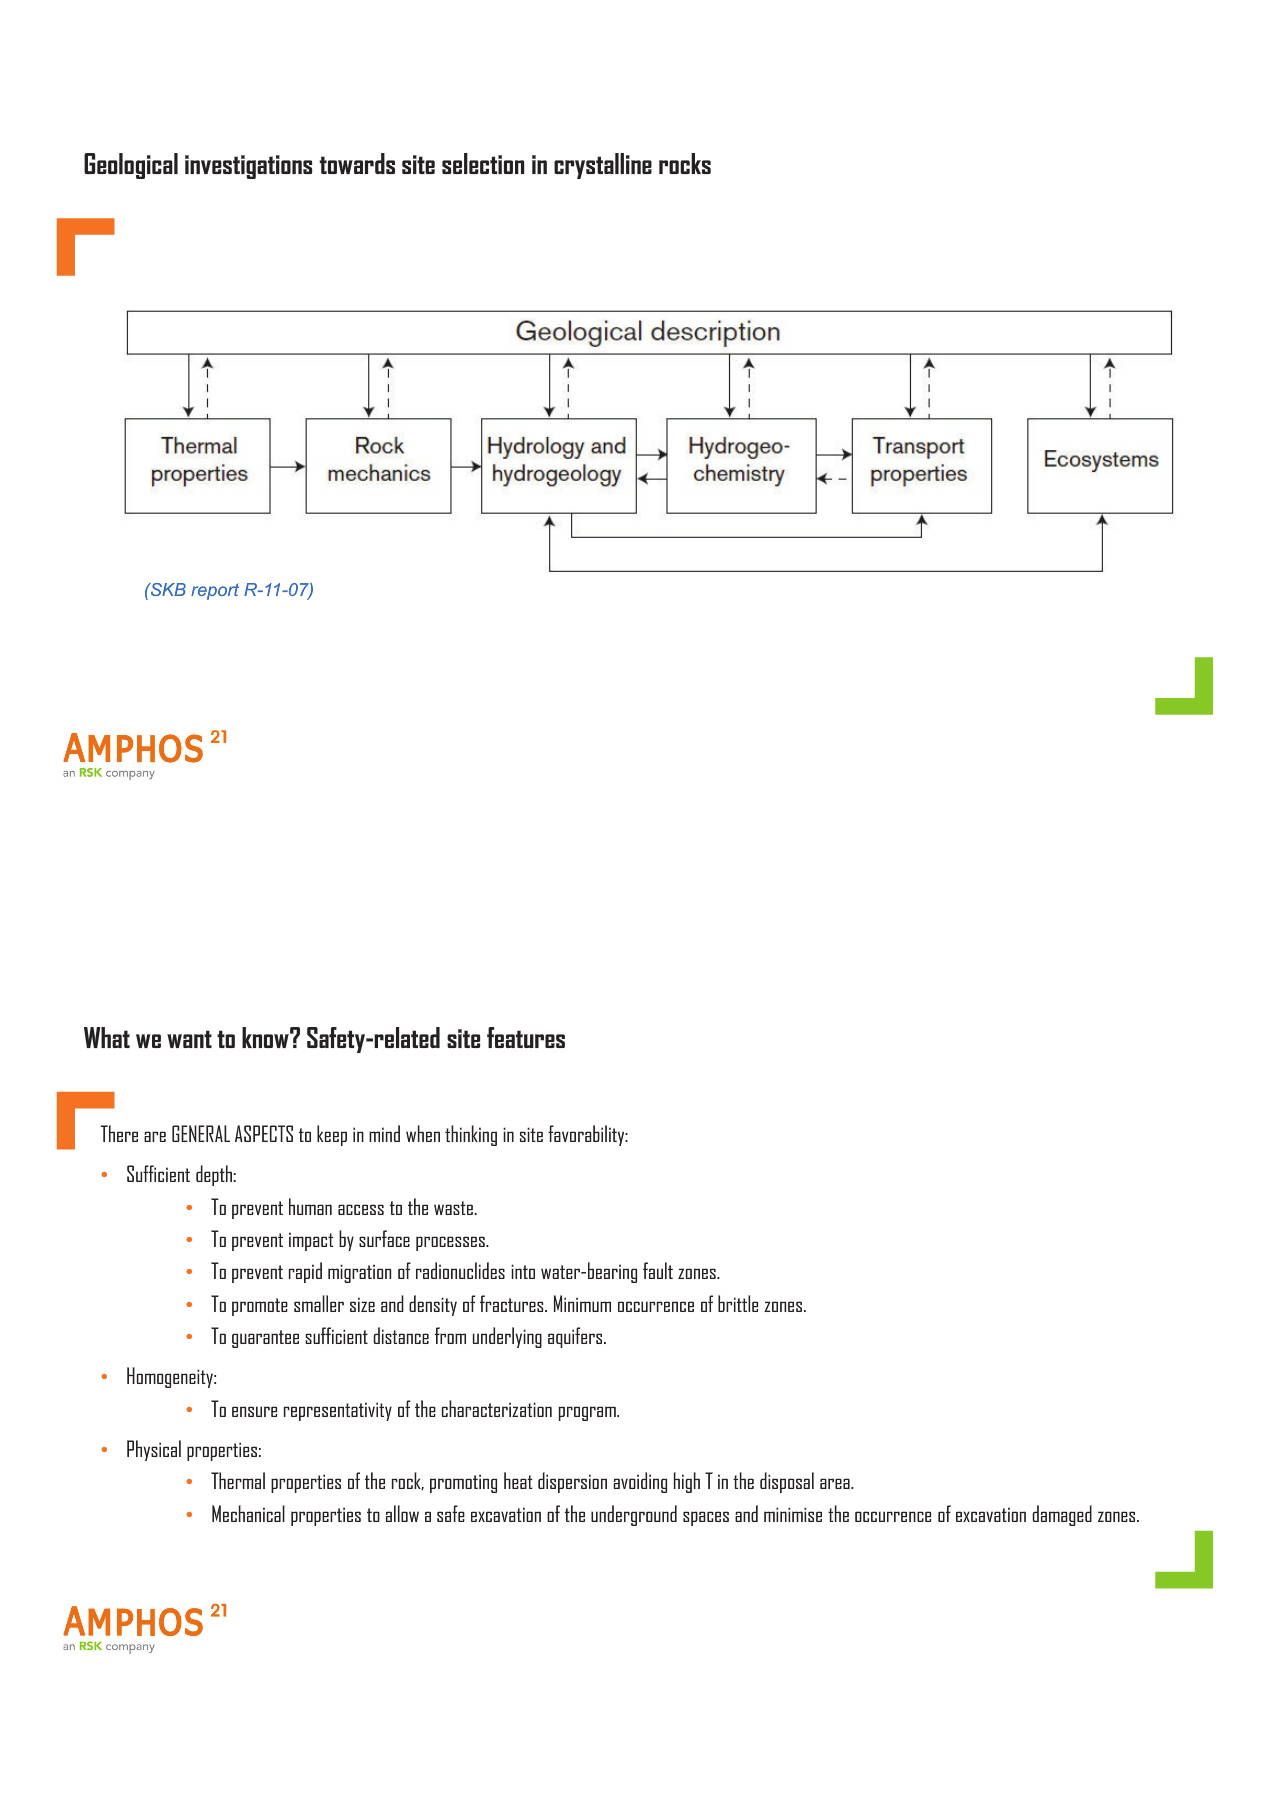 Geological investigations towards site selection in crystalline rocks
Geological description
Thermal
properties
Rock
mechanics
Hydrology and
hydrogeology
Hydrogeo-
chemistry
Transport
properties
Ecosystems
(SKB report R-11-07)
AMPHOS 21
an RSK company
What we want to know? Safety-related site features
There are GENERAL ASPECTS to keep in mind when thinking in site favorability:
• Sufficient depth:
• To prevent human access to the waste.
• To prevent impact by surface processes.
• To prevent rapid migration of radionuclides into water-bearing fault zones.
• To promote smaller size and density of fractures. Minimum occurrence of brittle zones.
• To guarantee sufficient distance from underlying aquifers.
• Homogeneity:
• To ensure representativity of the characterization program.
• Physical properties:
• Thermal properties of the rock, promoting heat dispersion avoiding high T in the disposal area.
• Mechanical properties to allow a safe excavation of the underground spaces and minimise the occurrence of excavation damaged zones.
AMPHOS 21
an RSK company